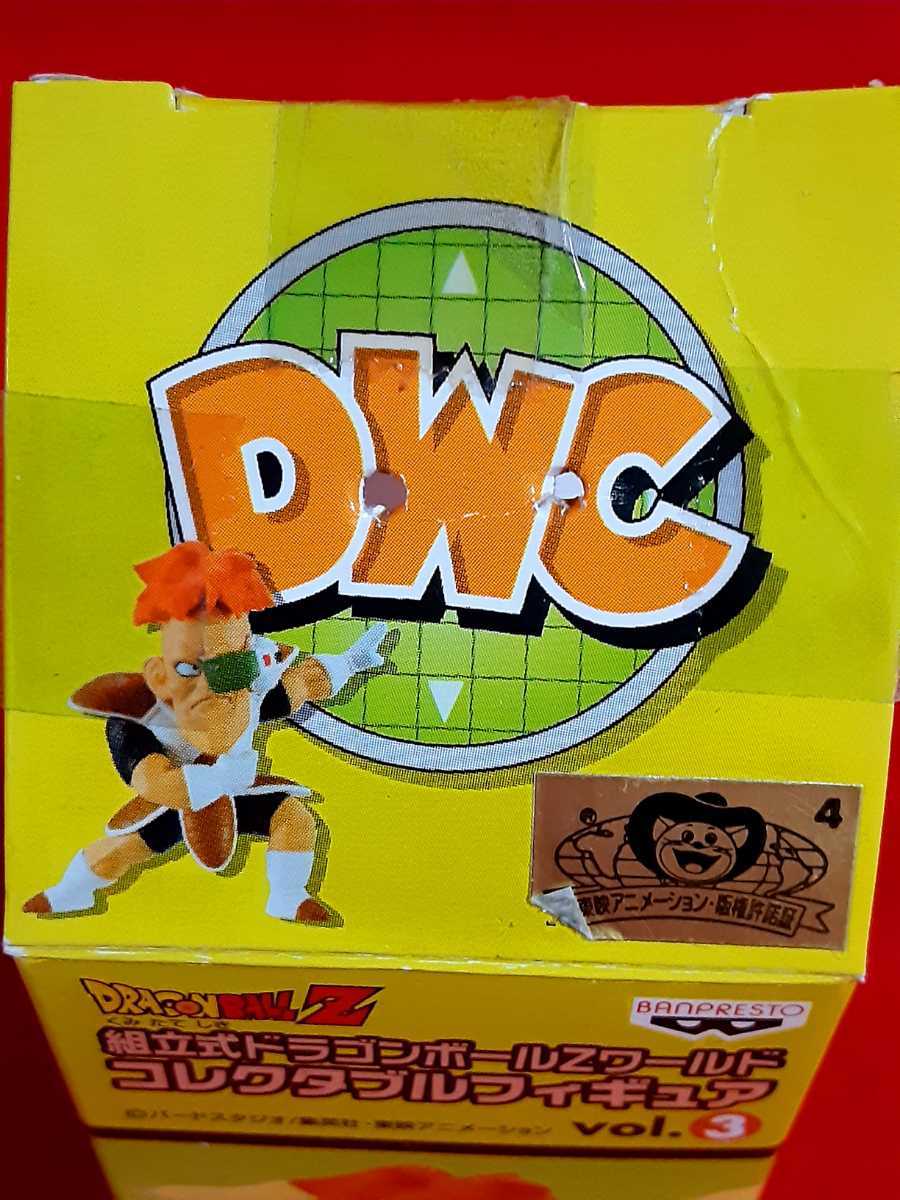 DWC
4
東映アニメーション・版権許諾証
DRAGON BALL Z
BANPRESTO
くみたてしき
組立式ドラゴンボールZワールド
コレクタブルフィギュア
©バードスタジオ/集英社・東映アニメーション
vol. 3